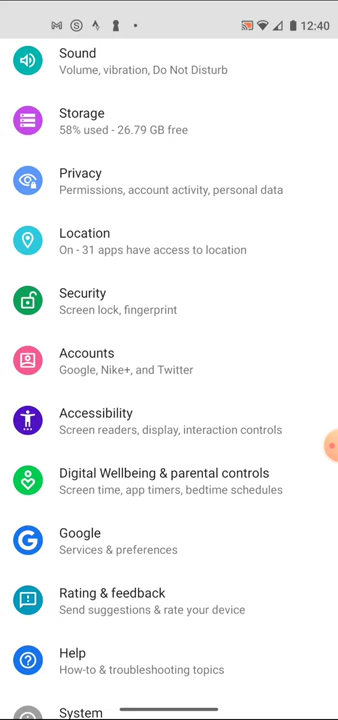 12:40
Sound
Volume, vibration, Do Not Disturb
Storage
58% used - 26.79 GB free
Privacy
Permissions, account activity, personal data
Location
On - 31 apps have access to location
Security
Screen lock, fingerprint
Accounts
Google, Nike+, and Twitter
Accessibility
Screen readers, display, interaction controls
Digital Wellbeing & parental controls
Screen time, app timers, bedtime schedules
G
Google
Services & preferences
Rating & feedback
Send suggestions & rate your device
Help
How-to & troubleshooting topics
System